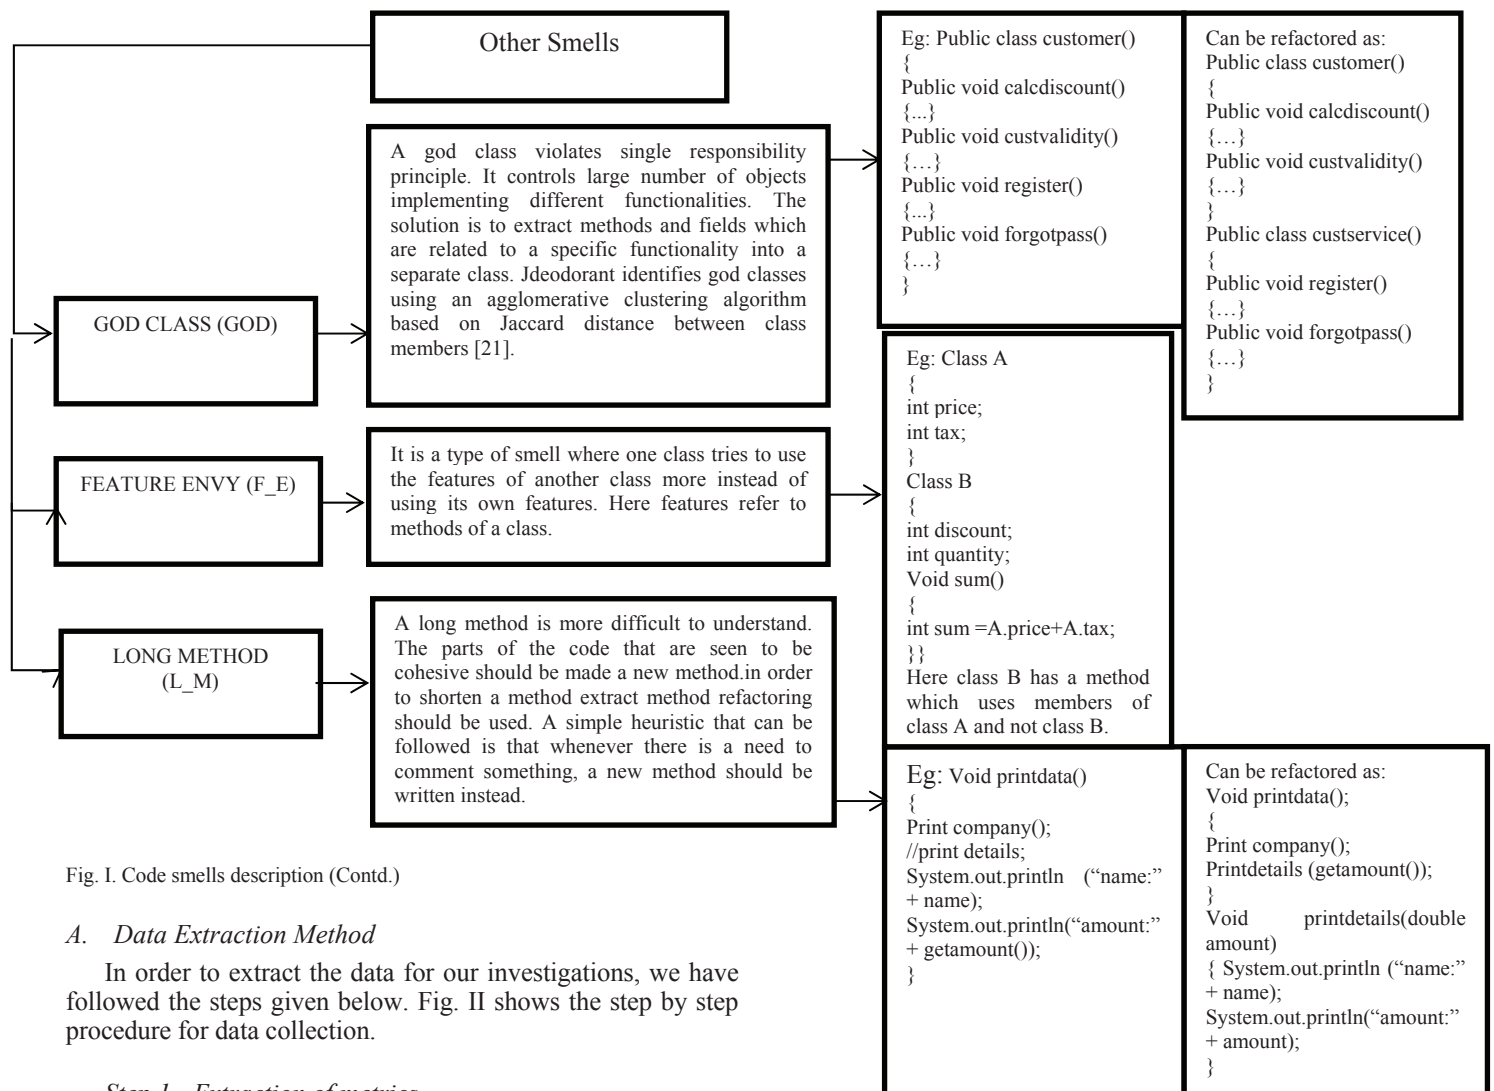 Other Smells
GOD CLASS (GOD)
A god class violates single responsibility
principle. It controls large number of objects
implementing different functionalities. The
solution is to extract methods and fields which
are related to a specific functionality into a
separate class. Jdeodorant identifies god classes
using an agglomerative clustering algorithm
based on Jaccard distance between class
members [21].
Eg: Public class customer()
{
Public void calcdiscount()
{...}
Public void custvalidity()
{…}
Public void register()
{...}
Public void forgotpass()
{…}
}
Can be refactored as:
Public class customer()
{
Public void calcdiscount()
{…}
Public void custvalidity()
{…}
}
Public class custservice()
{
Public void register()
{…}
Public void forgotpass()
{…}
}
FEATURE ENVY (F_E)
It is a type of smell where one class tries to use
the features of another class more instead of
using its own features. Here features refer to
methods of a class.
Eg: Class A
{
int price;
int tax;
}
Class B
{
int discount;
int quantity;
Void sum()
{
int sum =A.price+A.tax;
}}
Here class B has a method
which uses members of
class A and not class B.
LONG METHOD
(L_M)
A long method is more difficult to understand.
The parts of the code that are seen to be
cohesive should be made a new method.in order
to shorten a method extract method refactoring
should be used. A simple heuristic that can be
followed is that whenever there is a need to
comment something, a new method should be
written instead.
Eg: Void printdata()
{
Print company();
//print details;
System.out.println (“name:”
+ name);
System.out.println(“amount:”
+ getamount());
}
Can be refactored as:
Void printdata();
{
Print company();
Printdetails (getamount());
}
Void printdetails(double
amount)
{ System.out.println (“name:”
+ name);
System.out.println(“amount:”
+ amount);
}
Fig. I. Code smells description (Contd.)
A. Data Extraction Method
In order to extract the data for our investigations, we have
followed the steps given below. Fig. II shows the step by step
procedure for data collection.
Step 1. Extraction of metrics